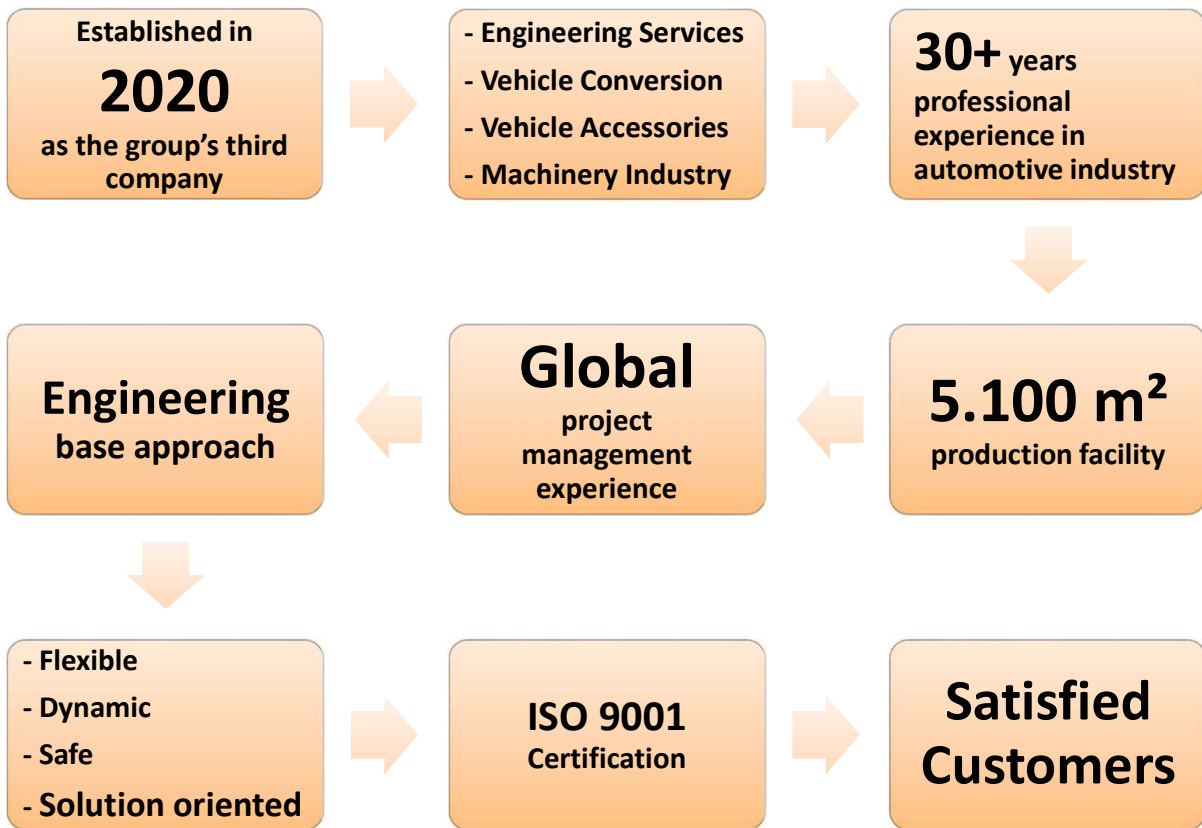 Established in
2020
as the group's third
company
- Engineering Services
- Vehicle Conversion
- Vehicle Accessories
- Machinery Industry
30+ years
professional
experience in
automotive industry
5.100 m²
production facility
Global
project
management
experience
Engineering
base approach
- Flexible
- Dynamic
- Safe
- Solution oriented
ISO 9001
Certification
Satisfied
Customers